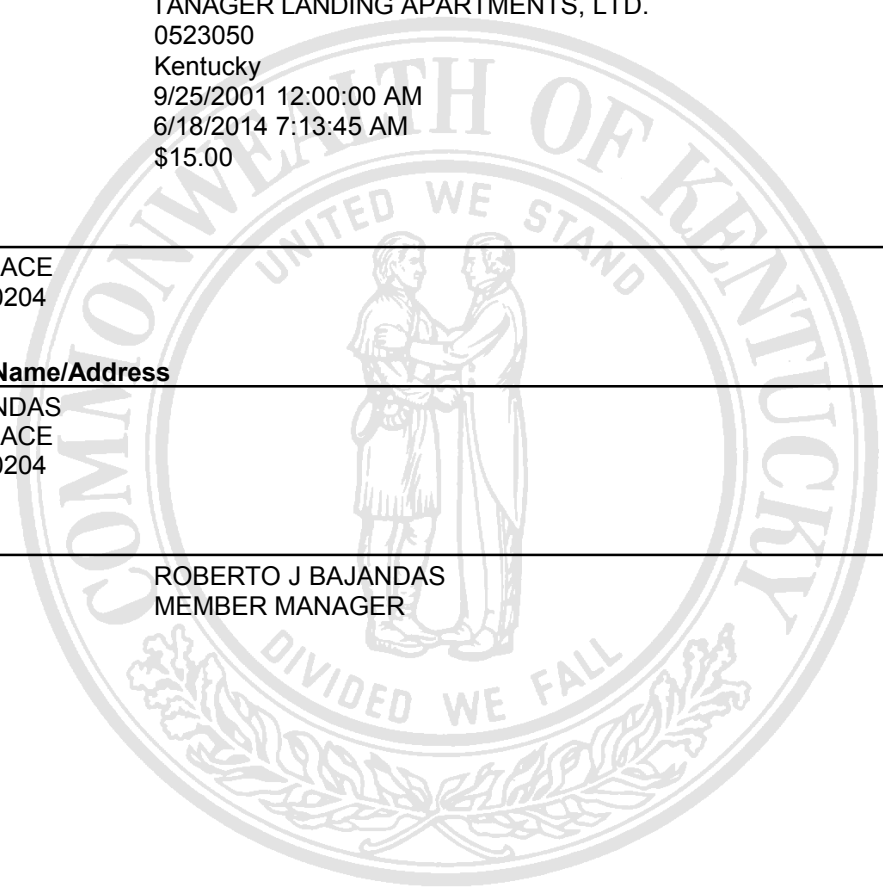 TANAGER LANDING APARTMENTS, LTD.
0523050
Kentucky
9/25/2001 12:00:00 AM
6/18/2014 7:13:45 AM
$15.00
COMMONWEALTH OF KENTUCKY
UNITED WE STAND
ACE
0204
Name/Address
NDAS
ACE
0204
ROBERTO J BAJANDAS
MEMBER MANAGER
DIVIDED WE FALL